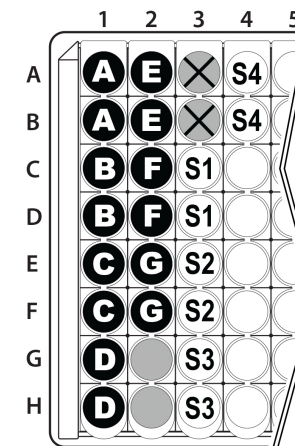 1 2 3 4 5
A A E S4
B A E S4
C B F S1
D B F S1
E C G S2
F C G S2
G D S3
H D S3